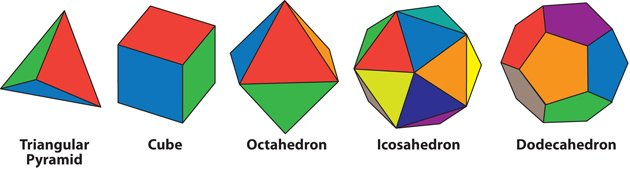 Triangular
Pyramid
Cube
Octahedron
Icosahedron
Dodecahedron